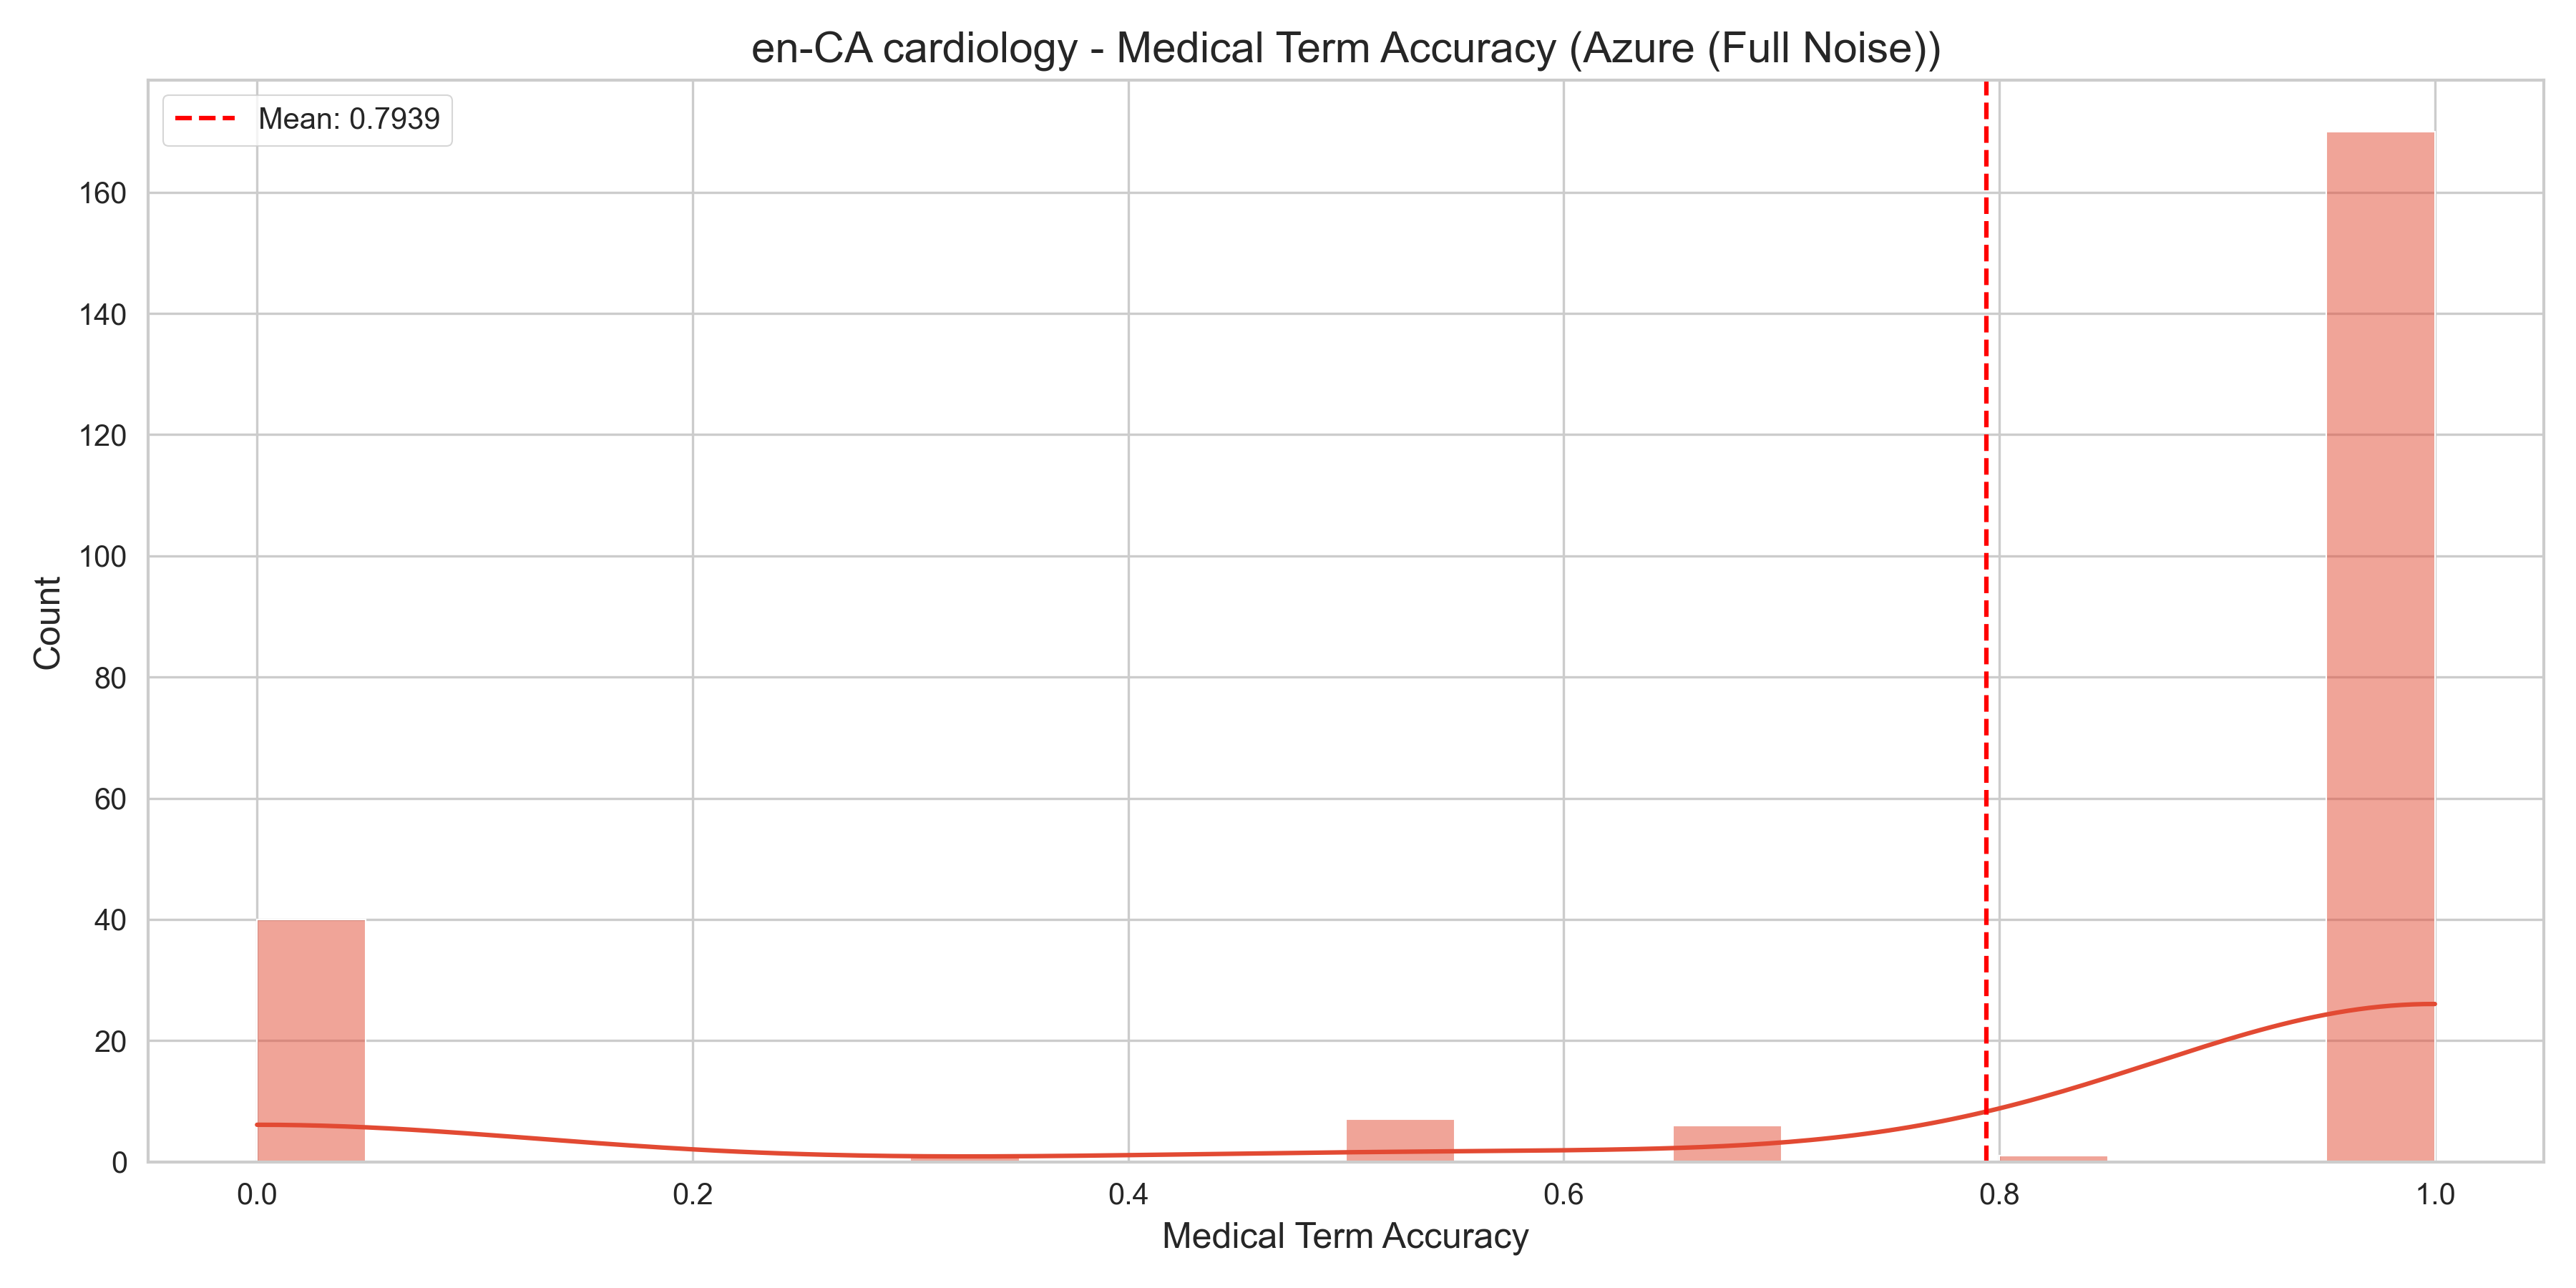 en-CA cardiology - Medical Term Accuracy (Azure (Full Noise))
Mean: 0.7939
160
140
120
100
80
60
40
20
0
Count
0.0 0.2 0.4 0.6 0.8 1.0
Medical Term Accuracy